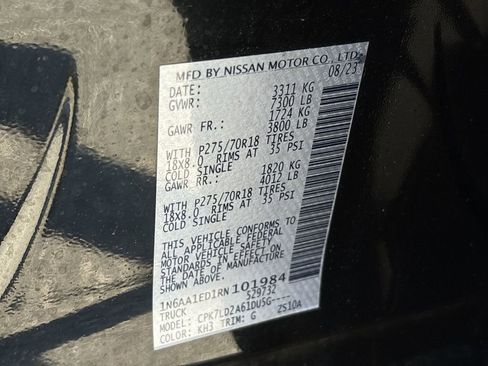 MFD BY NISSAN MOTOR CO., LTD.
DATE: 08/23
GVWR: 3311 KG
7300 LB
GAWR FR.: 1724 KG
3800 LB
WITH P275/70R18 TIRES
18X8.0 RIMS AT 35 PSI
COLD SINGLE
GAWR RR.: 1820 KG
4012 LB
WITH P275/70R18 TIRES
18X8.0 RIMS AT 35 PSI
COLD SINGLE
THIS VEHICLE CONFORMS TO
ALL APPLICABLE FEDERAL
MOTOR VEHICLE SAFETY
STANDARDS IN EFFECT ON
THE DATE OF MANUFACTURE
SHOWN ABOVE.
1N6AA1ED1RN101984
TRUCK 529732
MODEL: CPK7LD2A61DU5G----
COLOR: KH3 TRIM: G 2S10A